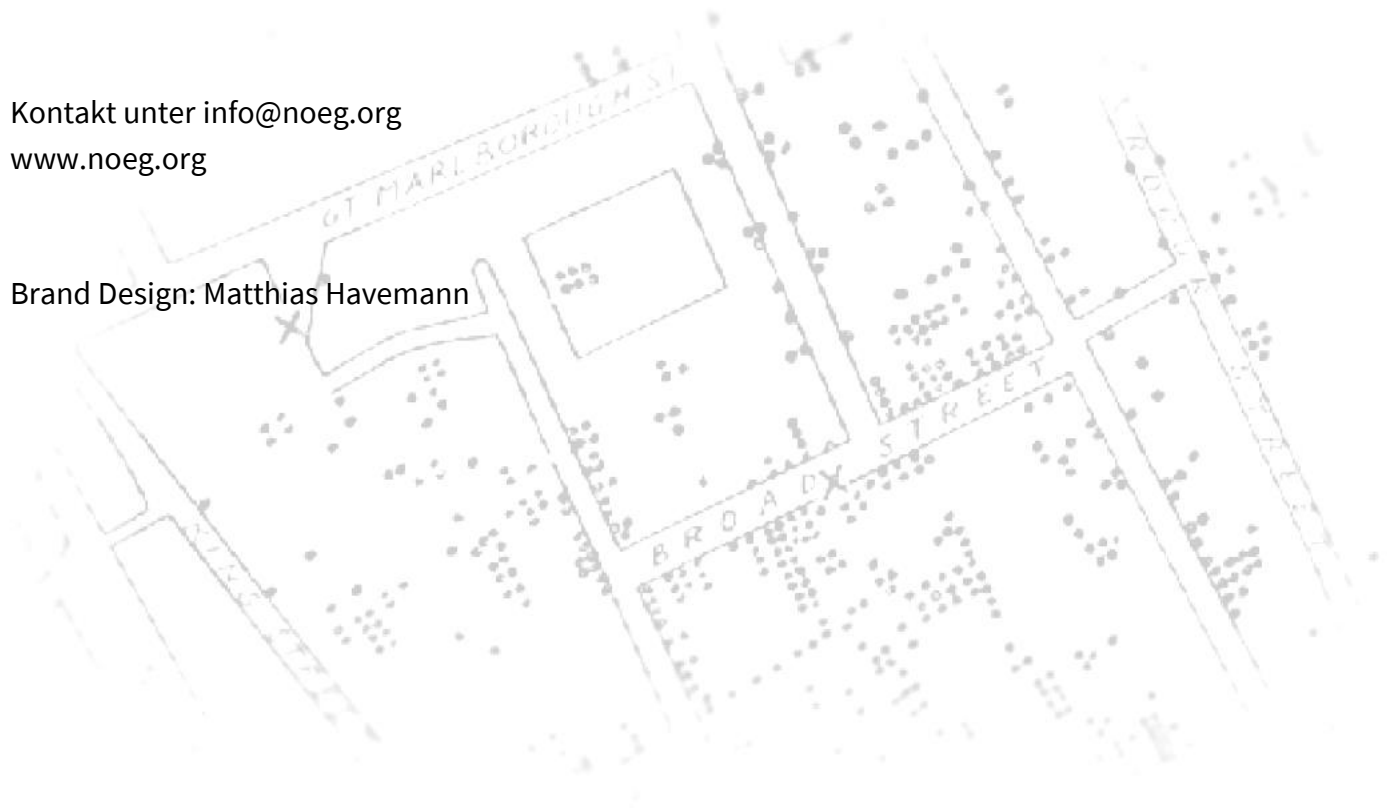 Kontakt unter info@noeg.org
www.noeg.org
GT MARLBOROUGH ST
Brand Design: Matthias Havemann
BROAD STREET